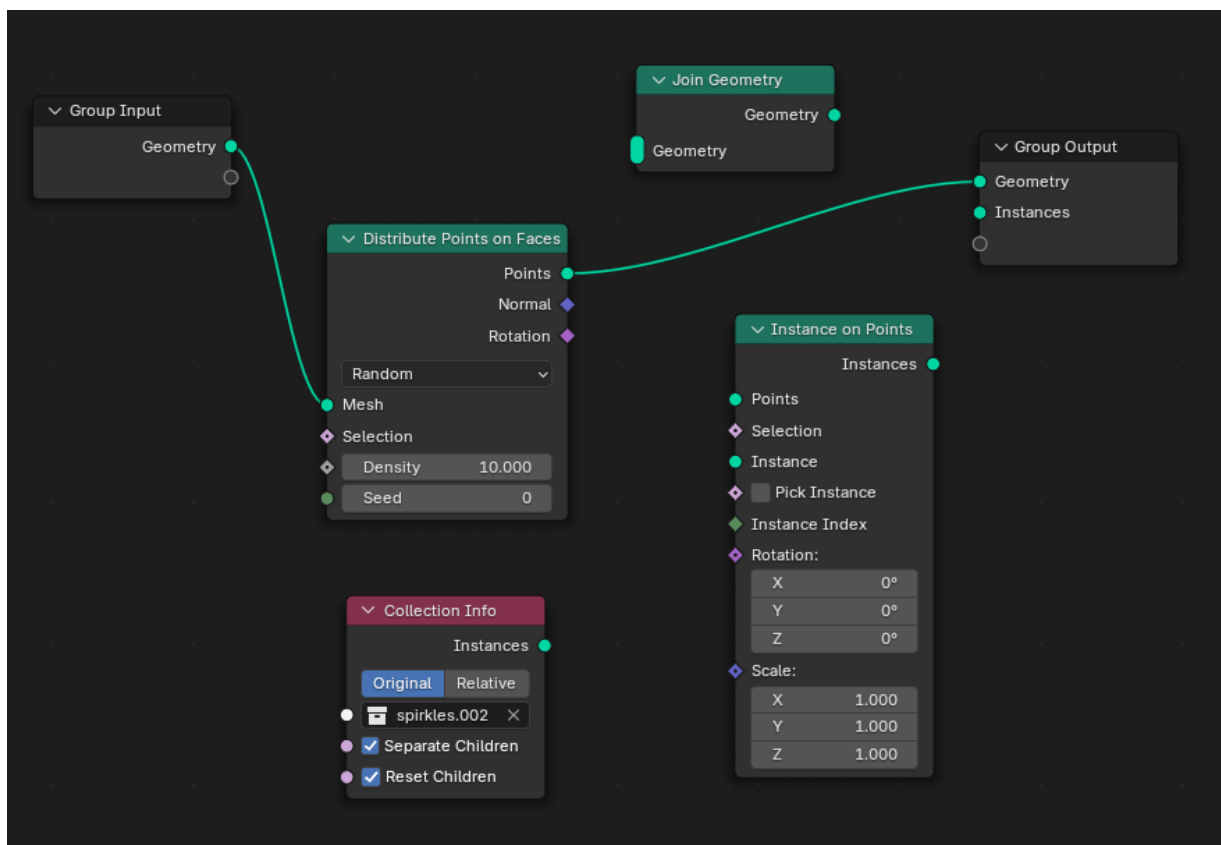 Group Input
Geometry
Join Geometry
Geometry
Geometry
Group Output
Geometry
Instances
Distribute Points on Faces
Points
Normal
Rotation
Random
Mesh
Selection
Density 10.000
Seed 0
Instance on Points
Instances
Points
Selection
Instance
Pick Instance
Instance Index
Rotation:
X 0°
Y 0°
Z 0°
Scale:
X 1.000
Y 1.000
Z 1.000
Collection Info
Instances
Original Relative
spirkles.002
Separate Children
Reset Children